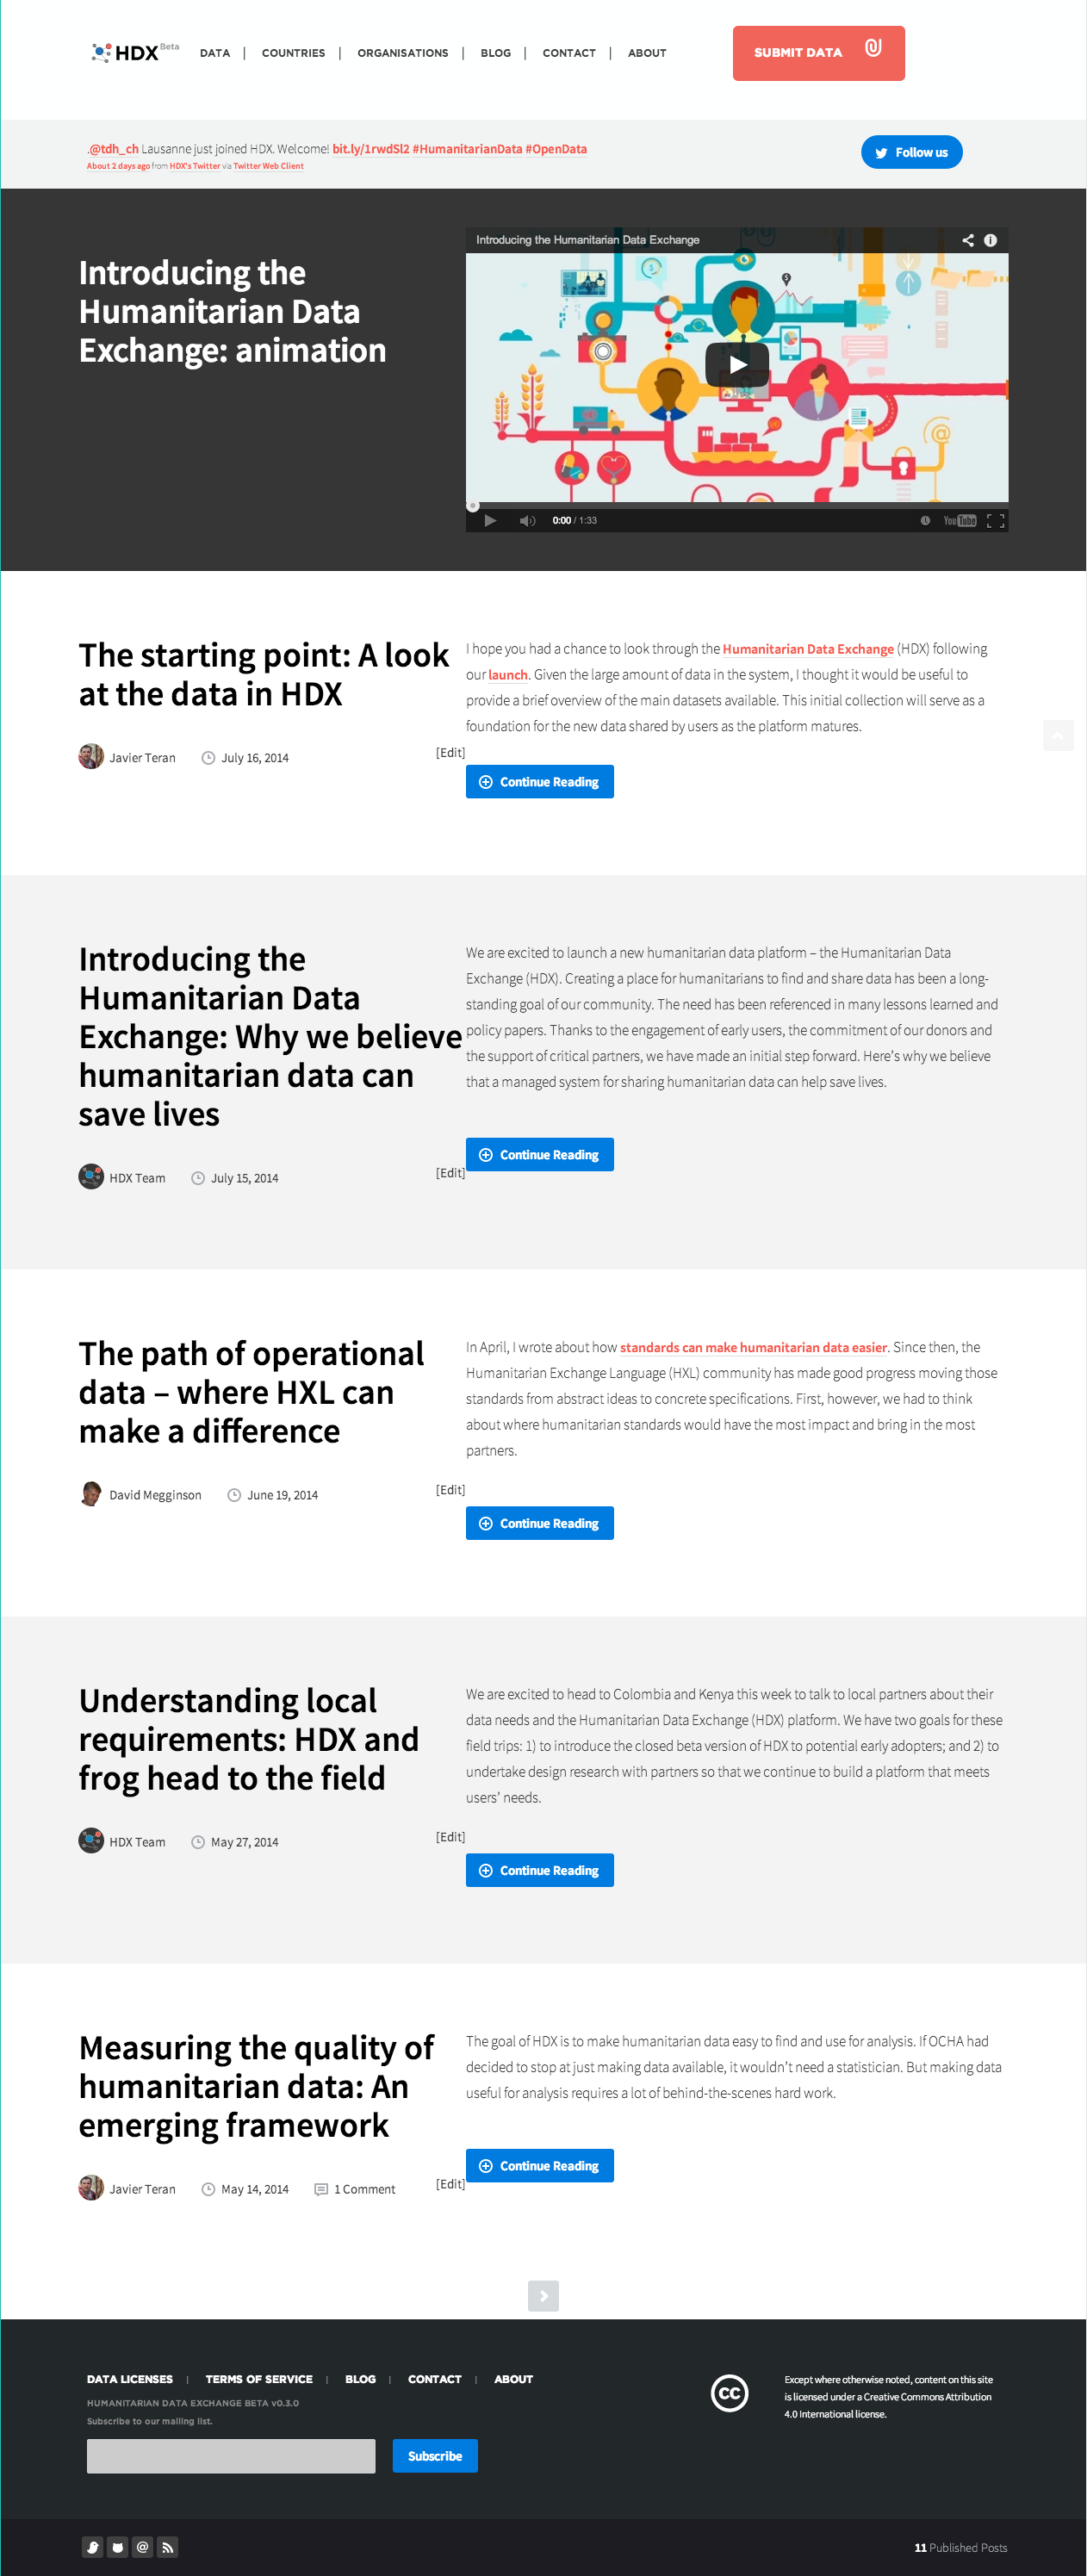 HDX Beta
DATA | COUNTRIES | ORGANISATIONS | BLOG | CONTACT | ABOUT
SUBMIT DATA
.@tdh_ch Lausanne just joined HDX. Welcome! bit.ly/1rwdSl2 #HumanitarianData #OpenData
About 2 days ago from HDX's Twitter via Twitter Web Client
Follow us
Introducing the
Humanitarian Data
Exchange: animation
Introducing the Humanitarian Data Exchange
0:00 / 1:33
YouTube
The starting point: A look
at the data in HDX
Javier Teran
July 16, 2014
[Edit]
I hope you had a chance to look through the Humanitarian Data Exchange (HDX) following
our launch. Given the large amount of data in the system, I thought it would be useful to
provide a brief overview of the main datasets available. This initial collection will serve as a
foundation for the new data shared by users as the platform matures.
Continue Reading
Introducing the
Humanitarian Data
Exchange: Why we believe
humanitarian data can
save lives
HDX Team
July 15, 2014
[Edit]
We are excited to launch a new humanitarian data platform – the Humanitarian Data
Exchange (HDX). Creating a place for humanitarians to find and share data has been a long-
standing goal of our community. The need has been referenced in many lessons learned and
policy papers. Thanks to the engagement of early users, the commitment of our donors and
the support of critical partners, we have made an initial step forward. Here’s why we believe
that a managed system for sharing humanitarian data can help save lives.
Continue Reading
The path of operational
data – where HXL can
make a difference
David Megginson
June 19, 2014
[Edit]
In April, I wrote about how standards can make humanitarian data easier. Since then, the
Humanitarian Exchange Language (HXL) community has made good progress moving those
standards from abstract ideas to concrete specifications. First, however, we had to think
about where humanitarian standards would have the most impact and bring in the most
partners.
Continue Reading
Understanding local
requirements: HDX and
frog head to the field
HDX Team
May 27, 2014
[Edit]
We are excited to head to Colombia and Kenya this week to talk to local partners about their
data needs and the Humanitarian Data Exchange (HDX) platform. We have two goals for these
field trips: 1) to introduce the closed beta version of HDX to potential early adopters; and 2) to
undertake design research with partners so that we continue to build a platform that meets
users’ needs.
Continue Reading
Measuring the quality of
humanitarian data: An
emerging framework
Javier Teran
May 14, 2014
1 Comment
[Edit]
The goal of HDX is to make humanitarian data easy to find and use for analysis. If OCHA had
decided to stop at just making data available, it wouldn’t need a statistician. But making data
useful for analysis requires a lot of behind-the-scenes hard work.
Continue Reading
DATA LICENSES | TERMS OF SERVICE | BLOG | CONTACT | ABOUT
HUMANITARIAN DATA EXCHANGE BETA v0.3.0
Subscribe to our mailing list.
Subscribe
cc
Except where otherwise noted, content on this site
is licensed under a Creative Commons Attribution
4.0 International license.
11 Published Posts